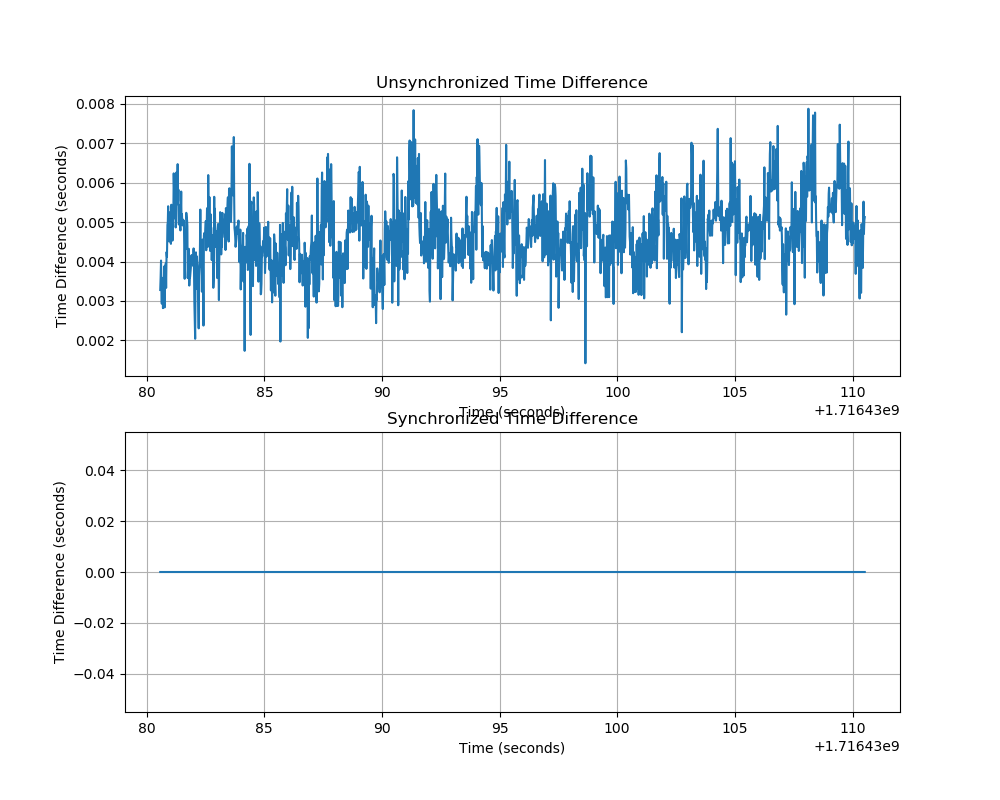 Unsynchronized Time Difference
Time Difference (seconds)
0.008
0.007
0.006
0.005
0.004
0.003
0.002
80 85 90 95 100 105 110
Time (seconds)
+1.71643e9
Synchronized Time Difference
Time Difference (seconds)
0.04
0.02
0.00
−0.02
−0.04
80 85 90 95 100 105 110
Time (seconds)
+1.71643e9